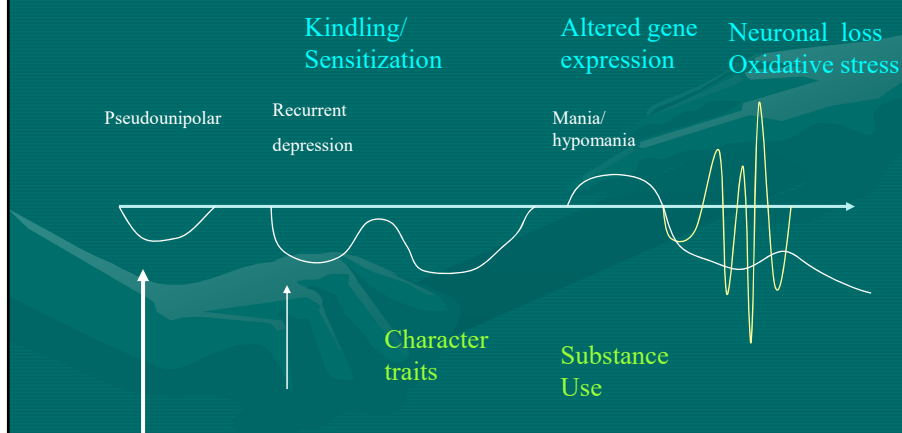 Kindling/
Sensitization
Altered gene
expression
Neuronal loss
Oxidative stress
Pseudounipolar
Recurrent
depression
Mania/
hypomania
Character
traits
Substance
Use